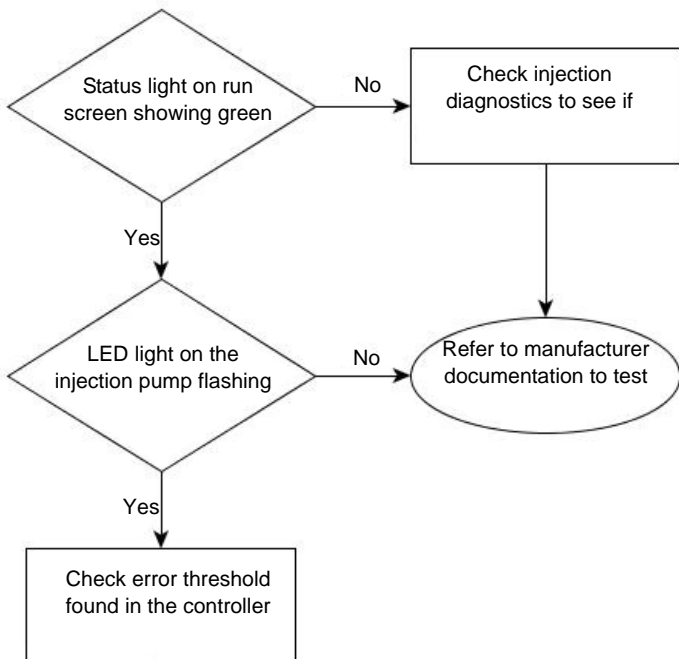 Status light on run
screen showing green
No
Check injection
diagnostics to see if
Yes
LED light on the
injection pump flashing
No
Refer to manufacturer
documentation to test
Yes
Check error threshold
found in the controller